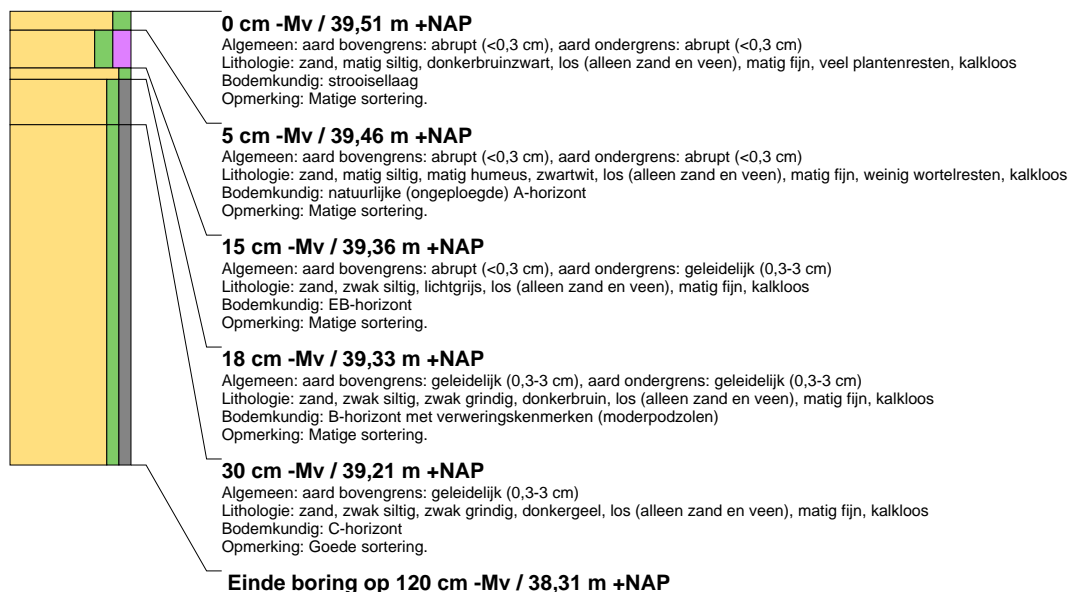 0 cm -Mv / 39,51 m +NAP
Algemeen: aard bovengrens: abrupt (<0,3 cm), aard ondergrens: abrupt (<0,3 cm)
Lithologie: zand, matig siltig, donkerbruinzwart, los (alleen zand en veen), matig fijn, veel plantenresten, kalkloos
Bodemkundig: strooisellaag
Opmerking: Matige sortering.
5 cm -Mv / 39,46 m +NAP
Algemeen: aard bovengrens: abrupt (<0,3 cm), aard ondergrens: abrupt (<0,3 cm)
Lithologie: zand, matig siltig, matig humeus, zwartwit, los (alleen zand en veen), matig fijn, weinig wortelresten, kalkloos
Bodemkundig: natuurlijke (ongeploegde) A-horizont
Opmerking: Matige sortering.
15 cm -Mv / 39,36 m +NAP
Algemeen: aard bovengrens: abrupt (<0,3 cm), aard ondergrens: geleidelijk (0,3-3 cm)
Lithologie: zand, zwak siltig, lichtgrijs, los (alleen zand en veen), matig fijn, kalkloos
Bodemkundig: EB-horizont
Opmerking: Matige sortering.
18 cm -Mv / 39,33 m +NAP
Algemeen: aard bovengrens: geleidelijk (0,3-3 cm), aard ondergrens: geleidelijk (0,3-3 cm)
Lithologie: zand, zwak siltig, zwak grindig, donkerbruin, los (alleen zand en veen), matig fijn, kalkloos
Bodemkundig: B-horizont met verweringskenmerken (moderpodzolen)
Opmerking: Matige sortering.
30 cm -Mv / 39,21 m +NAP
Algemeen: aard bovengrens: geleidelijk (0,3-3 cm)
Lithologie: zand, zwak siltig, zwak grindig, donkergeel, los (alleen zand en veen), matig fijn, kalkloos
Bodemkundig: C-horizont
Opmerking: Goede sortering.
Einde boring op 120 cm -Mv / 38,31 m +NAP